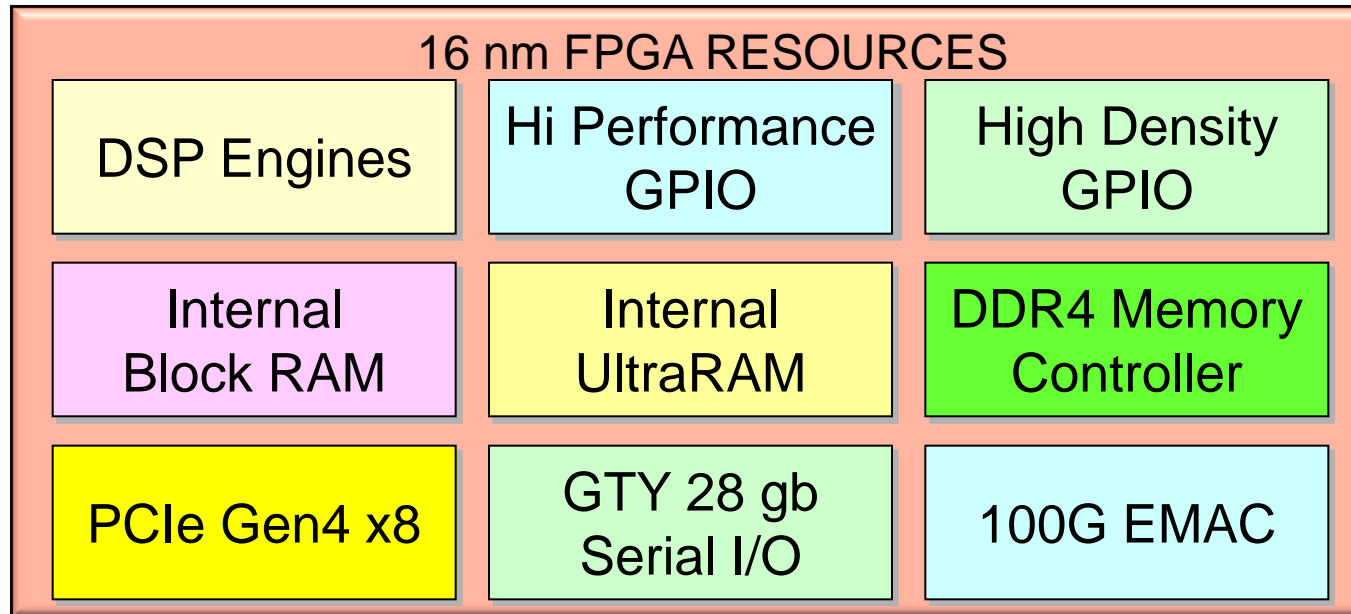 16 nm FPGA RESOURCES
DSP Engines
Hi Performance
GPIO
High Density
GPIO
Internal
Block RAM
Internal
UltraRAM
DDR4 Memory
Controller
PCIe Gen4 x8
GTY 28 gb
Serial I/O
100G EMAC